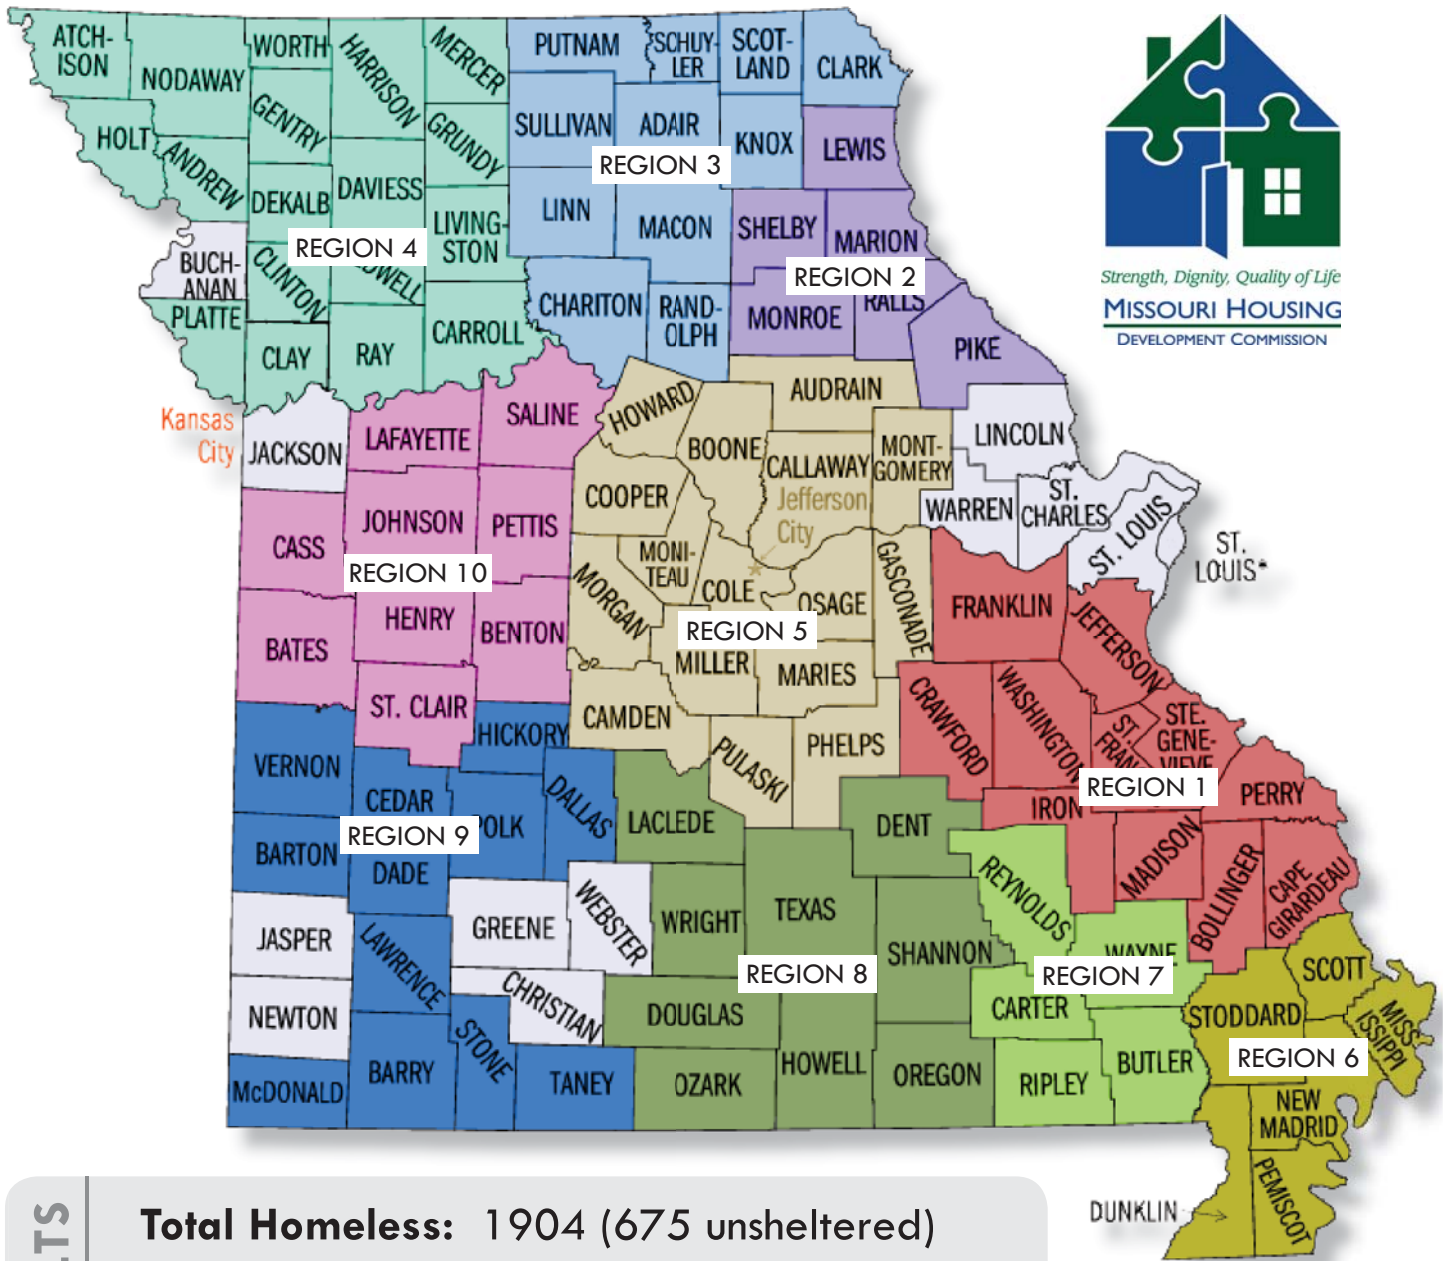 ATCH-
ISON
NODAWAY
WORTH
HARRISON
MERCER
PUTNAM
SCHUY-
LER
SCOT-
LAND
CLARK
HOLT
ANDREW
GENTRY
GRUNDY
SULLIVAN
ADAIR
KNOX
LEWIS
REGION 3
DEKALB
DAVIESS
LIVING-
STON
LINN
MACON
SHELBY
MARION
REGION 4
REGION 2
BUCH-
ANAN
CLINTON
DWELL
PLATTE
CLAY
RAY
CARROLL
CHARITON
RAND-
OLPH
MONROE
RALLS
PIKE
Strength, Dignity, Quality of Life
MISSOURI HOUSING
DEVELOPMENT COMMISSION
Kansas
City
JACKSON
LAFAYETTE
SALINE
HOWARD
BOONE
AUDRAIN
CALLAWAY
MONT-
GOMERY
LINCOLN
WARREN
ST.
CHARLES
ST. LOUIS
ST.
LOUIS*
COOPER
Jefferson
City
CASS
JOHNSON
PETTIS
REGION 10
MORGAN
MONI-
TEAU
COLE
OSAGE
GASCONADE
FRANKLIN
JEFFERSON
BATES
HENRY
BENTON
REGION 5
MILLER
MARIES
ST. CLAIR
CAMDEN
PULASKI
PHELPS
CRAWFORD
WASHINGTON
ST.
FRAN
STE.
GENE-
VIEVE
REGION 1
PERRY
IRON
MADISON
BOLLINGER
CAPE
GIRARDEAU
VERNON
HICKORY
CEDAR
POLK
DALLAS
LACLEDE
DENT
REGION 9
BARTON
DADE
REYNOLDS
JASPER
LAWRENCE
GREENE
WEBSTER
WRIGHT
TEXAS
SHANNON
WAYNE
REGION 8
REGION 7
NEWTON
CHRISTIAN
DOUGLAS
CARTER
STODDARD
SCOTT
MISS-
ISSIPPI
REGION 6
McDONALD
BARRY
STONE
TANEY
OZARK
HOWELL
OREGON
RIPLEY
BUTLER
NEW
MADRID
DUNKLIN
PEMISCOT
LTS
Total Homeless: 1904 (675 unsheltered)